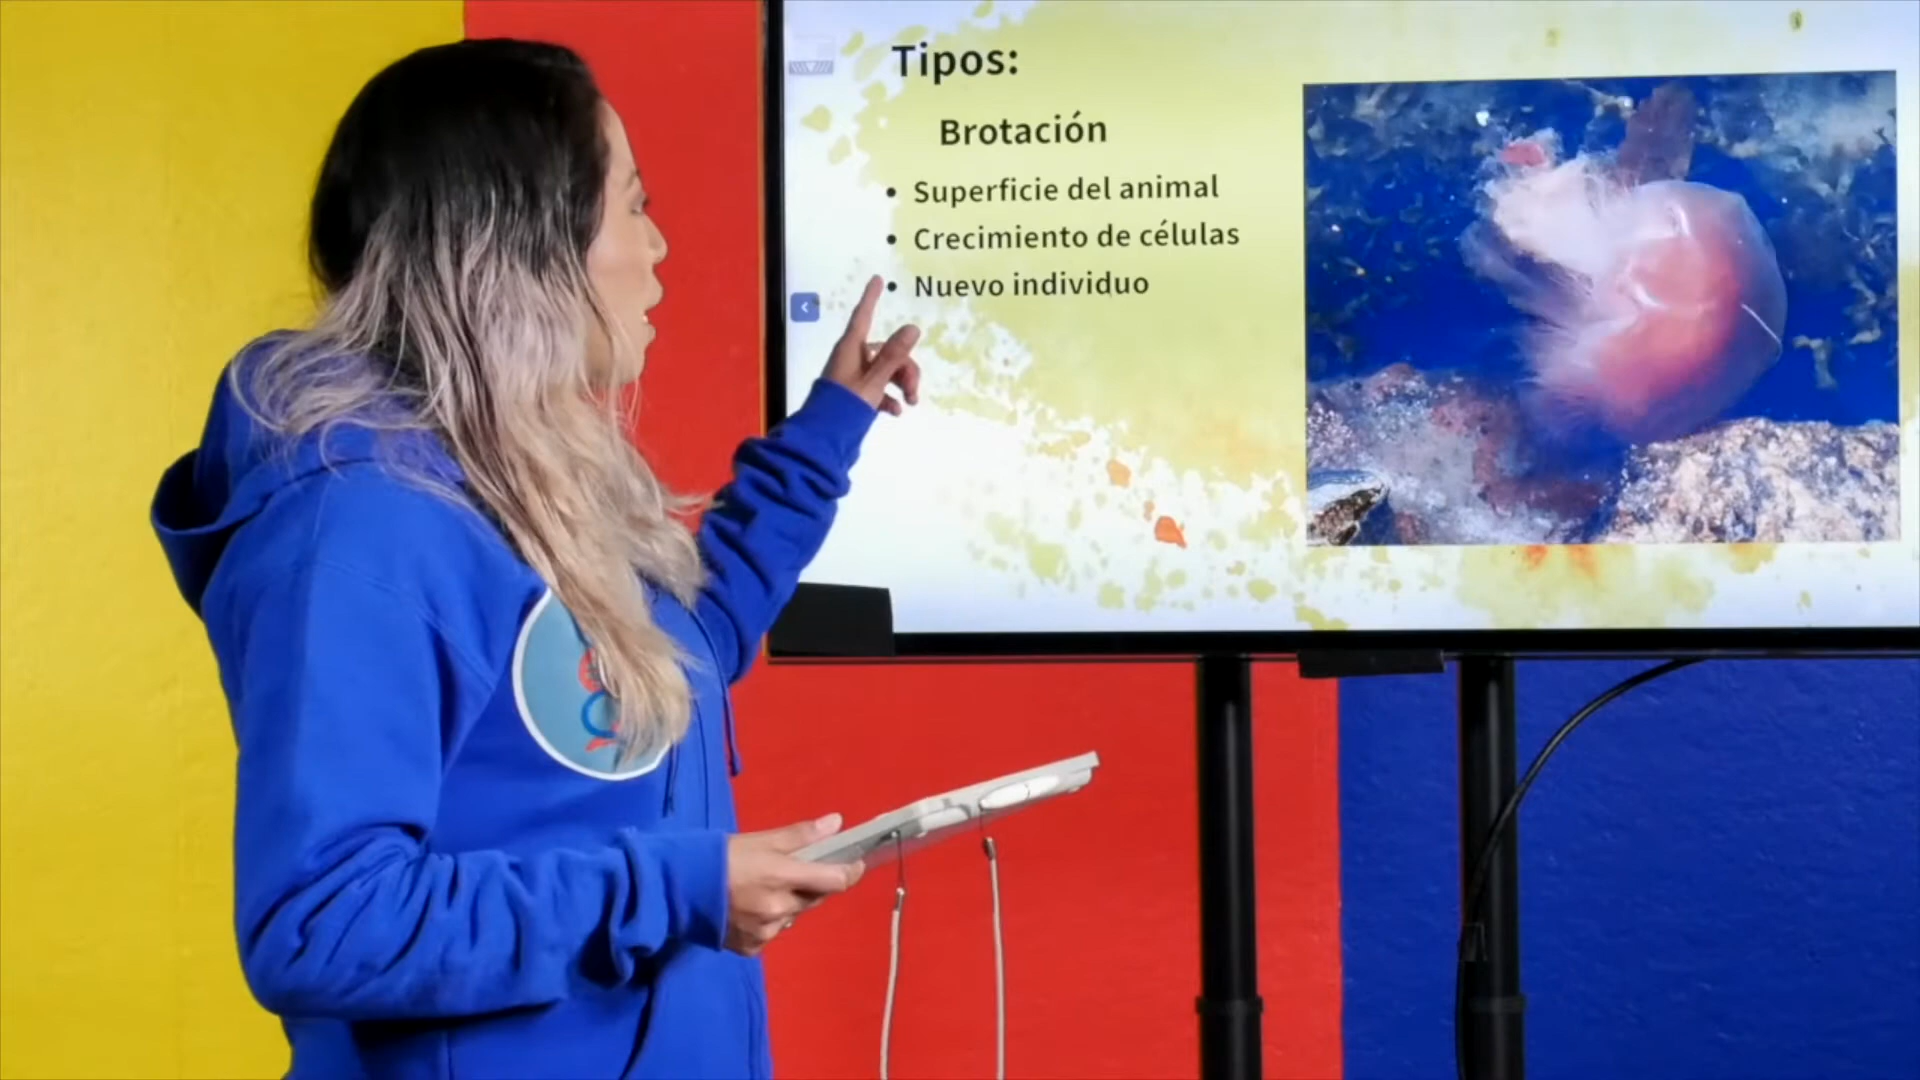 Tipos:
Brotación
• Superficie del animal
• Crecimiento de células
• Nuevo individuo